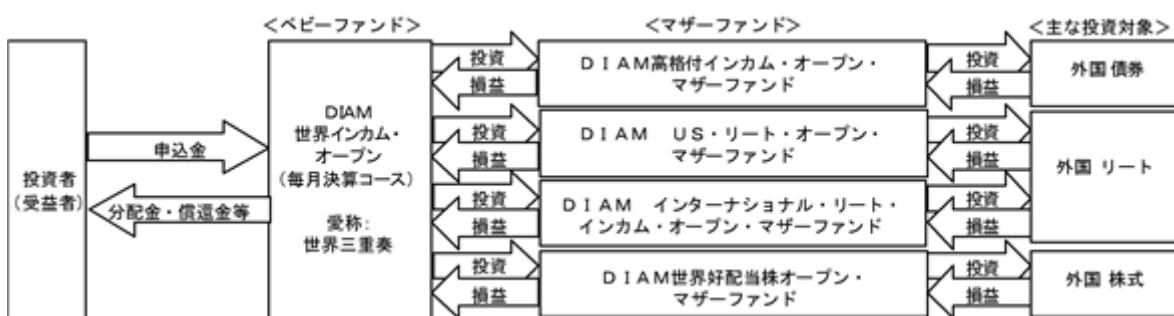 ＜ベビーファンド＞
＜マザーファンド＞
＜主な投資対象＞
投資者
（受益者）
申込金
分配金・償還金等
DIAM
世界インカム・
オープン
（毎月決算コース）
愛称：
世界三重奏
投資
損益
ＤＩＡＭ高格付インカム・オープン・
マザーファンド
投資
損益
外国 債券
投資
損益
ＤＩＡＭ　ＵＳ・リート・オープン・
マザーファンド
投資
損益
投資
損益
ＤＩＡＭ　インターナショナル・リート・
インカム・オープン・マザーファンド
投資
損益
外国 リート
投資
損益
ＤＩＡＭ世界好配当株オープン・
マザーファンド
投資
損益
外国 株式